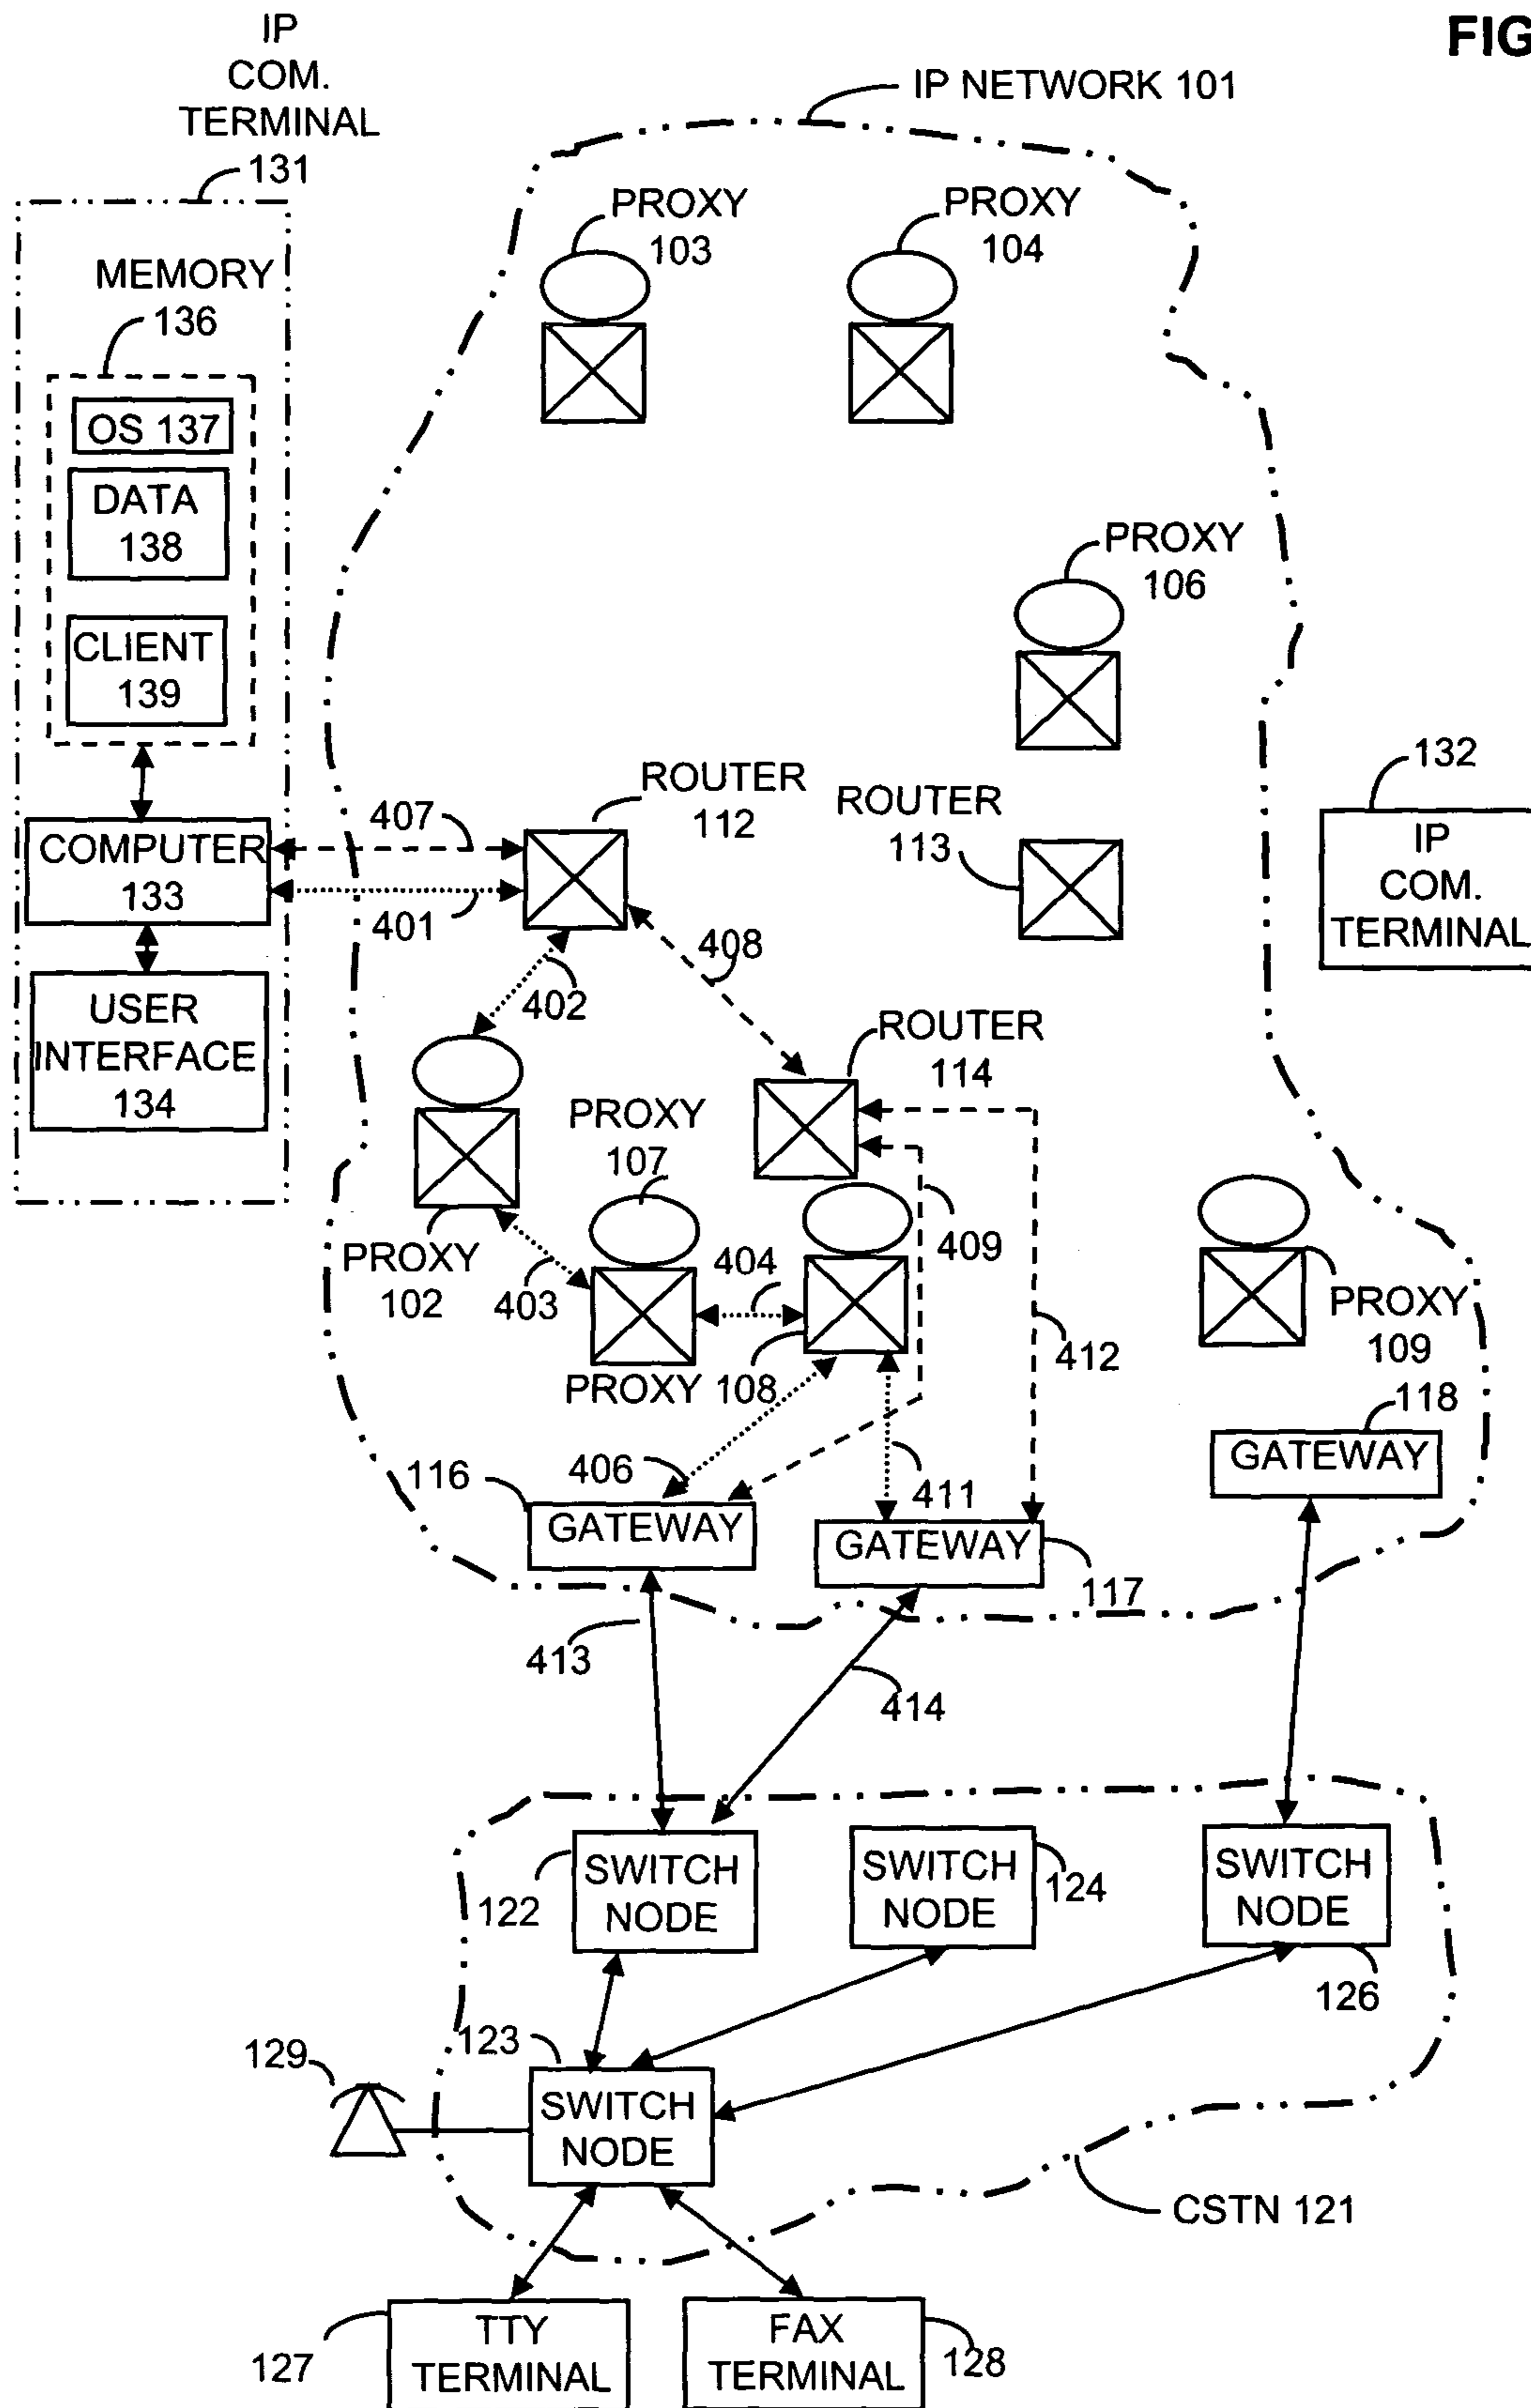 FIG
IP
COM.
TERMINAL
131
IP NETWORK 101
PROXY
103
PROXY
104
MEMORY
136
OS 137
DATA
138
CLIENT
139
PROXY
106
COMPUTER
133
407
401
ROUTER
112
ROUTER
113
132
IP
COM.
TERMINAL
USER
INTERFACE
134
402
408
ROUTER
114
PROXY
107
PROXY
102
403
404
409
412
PROXY
109
PROXY 108
118
GATEWAY
116
406
GATEWAY
411
GATEWAY
117
413
414
122
SWITCH
NODE
SWITCH
NODE
124
SWITCH
NODE
126
129
123
SWITCH
NODE
CSTN 121
127
TTY
TERMINAL
FAX
TERMINAL
128